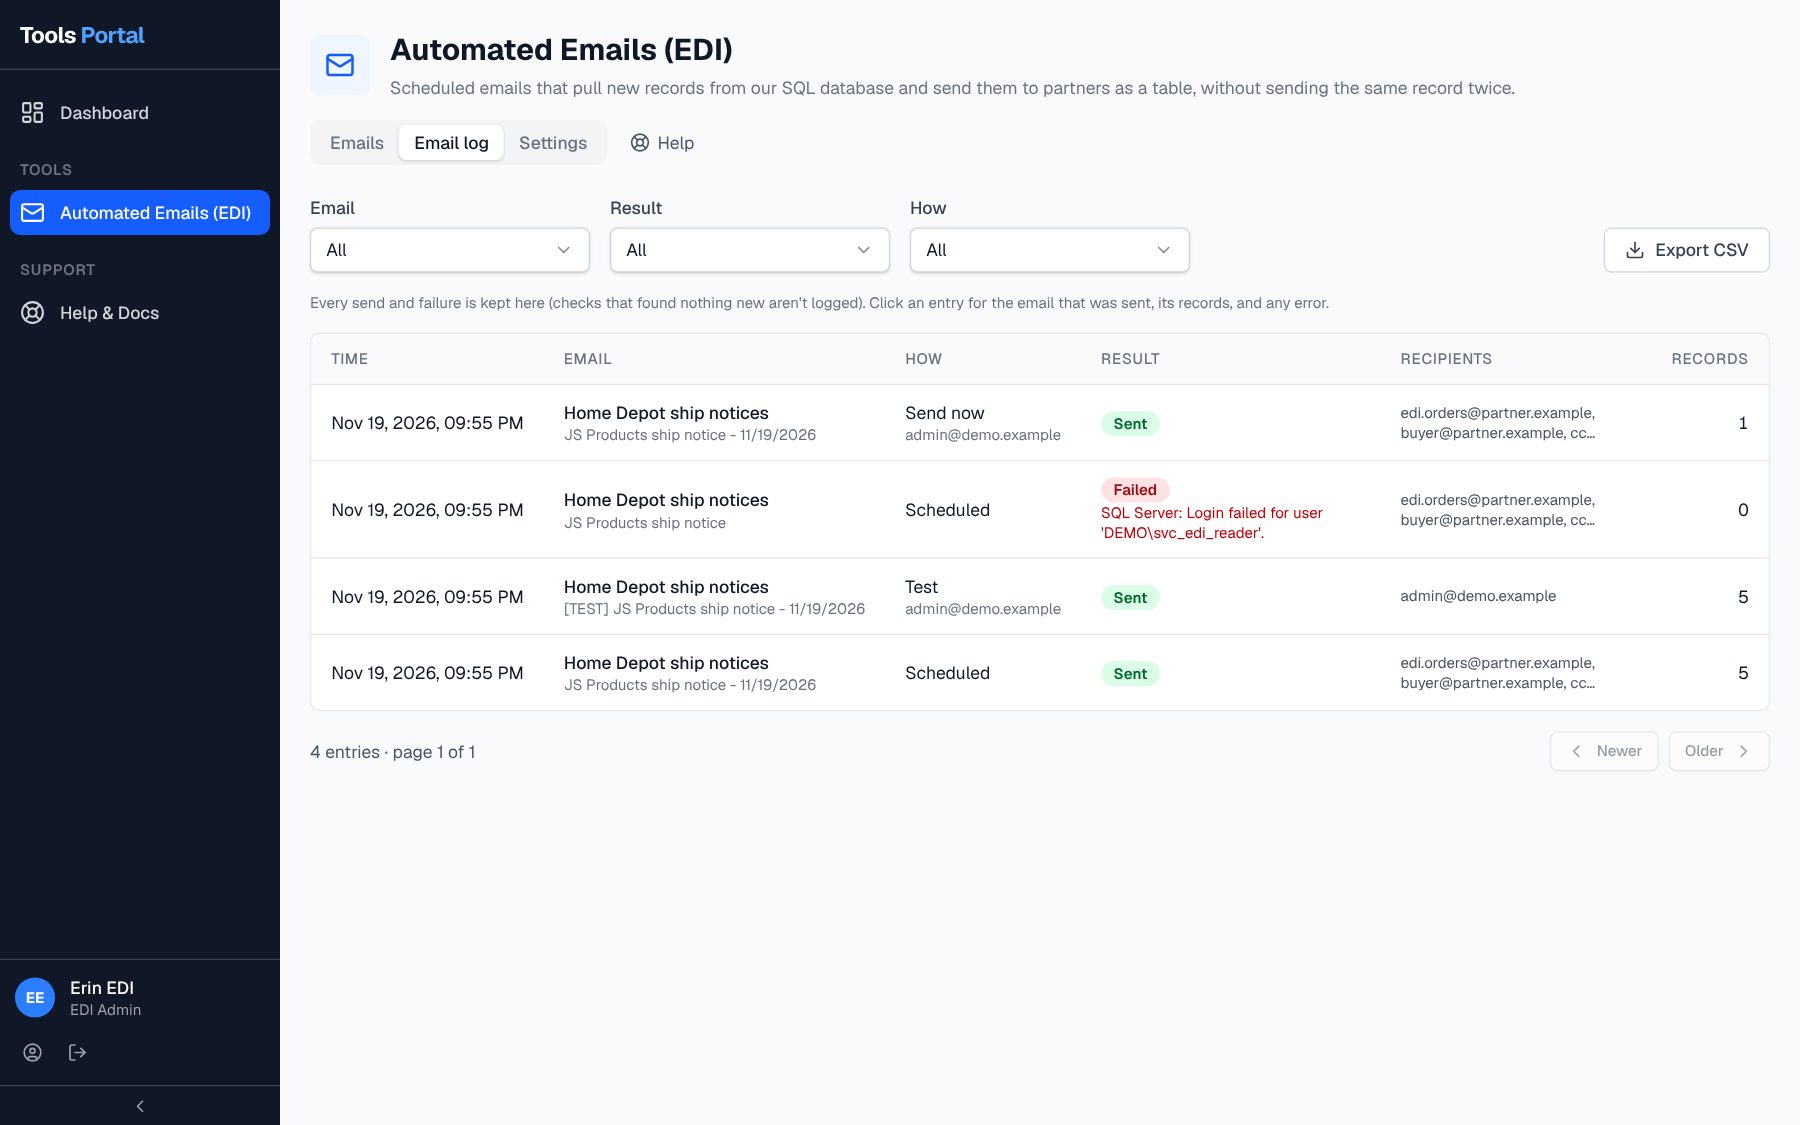 Tools Portal
Dashboard
TOOLS
Automated Emails (EDI)
SUPPORT
Help & Docs
EE
Erin EDI
EDI Admin
Automated Emails (EDI)
Scheduled emails that pull new records from our SQL database and send them to partners as a table, without sending the same record twice.
Emails Email log Settings Help
Email Result How
All All All Export CSV
Every send and failure is kept here (checks that found nothing new aren't logged). Click an entry for the email that was sent, its records, and any error.
TIME EMAIL HOW RESULT RECIPIENTS RECORDS
Nov 19, 2026, 09:55 PM
Home Depot ship notices
JS Products ship notice - 11/19/2026
Send now
admin@demo.example
Sent
edi.orders@partner.example,
buyer@partner.example, cc...
1
Nov 19, 2026, 09:55 PM
Home Depot ship notices
JS Products ship notice
Scheduled
Failed
SQL Server: Login failed for user
'DEMO\svc_edi_reader'.
edi.orders@partner.example,
buyer@partner.example, cc...
0
Nov 19, 2026, 09:55 PM
Home Depot ship notices
[TEST] JS Products ship notice - 11/19/2026
Test
admin@demo.example
Sent
admin@demo.example
5
Nov 19, 2026, 09:55 PM
Home Depot ship notices
JS Products ship notice - 11/19/2026
Scheduled
Sent
edi.orders@partner.example,
buyer@partner.example, cc...
5
4 entries · page 1 of 1
Newer Older